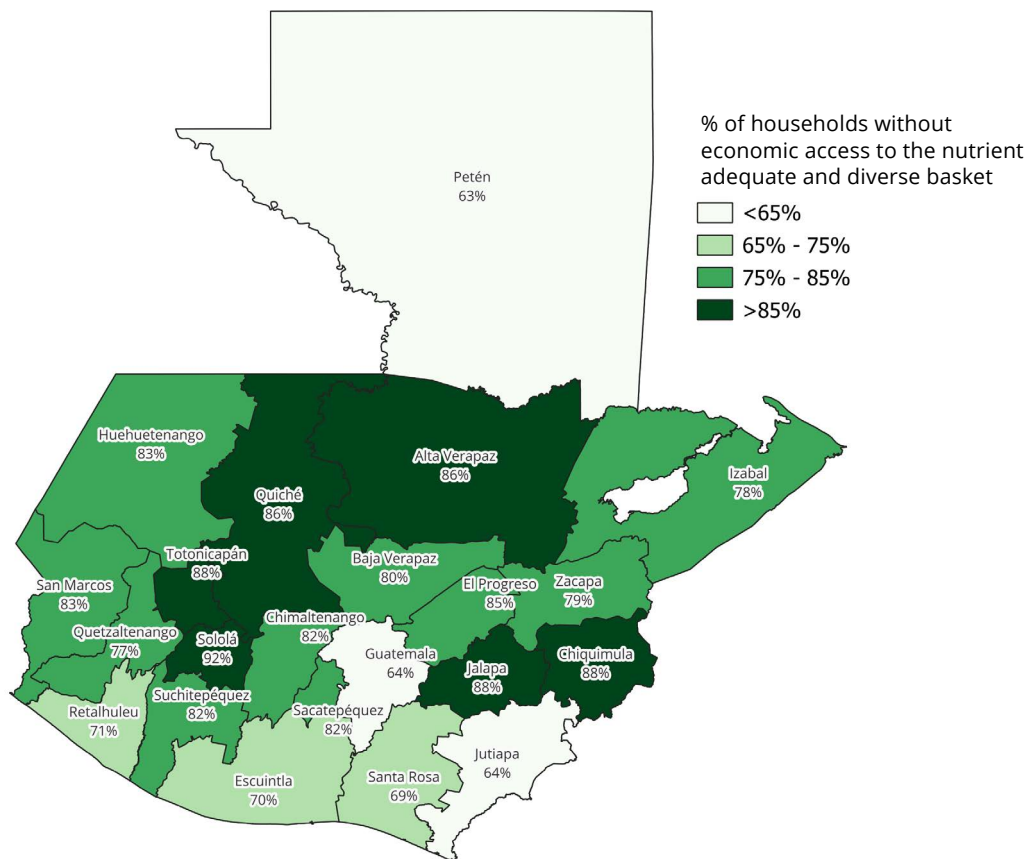 % of households without
economic access to the nutrient
adequate and diverse basket
<65%
65% - 75%
75% - 85%
>85%
Petén
63%
Huehuetenango
83%
Alta Verapaz
86%
Izabal
78%
Quiché
86%
Totonicapán
88%
Baja Verapaz
80%
El Progreso
85%
Zacapa
79%
San Marcos
83%
Quetzaltenango
77%
Sololá
92%
Chimaltenango
82%
Guatemala
64%
Jalapa
88%
Chiquimula
88%
Retalhuleu
71%
Suchitepéquez
82%
Sacatepéquez
82%
Escuintla
70%
Santa Rosa
69%
Jutiapa
64%